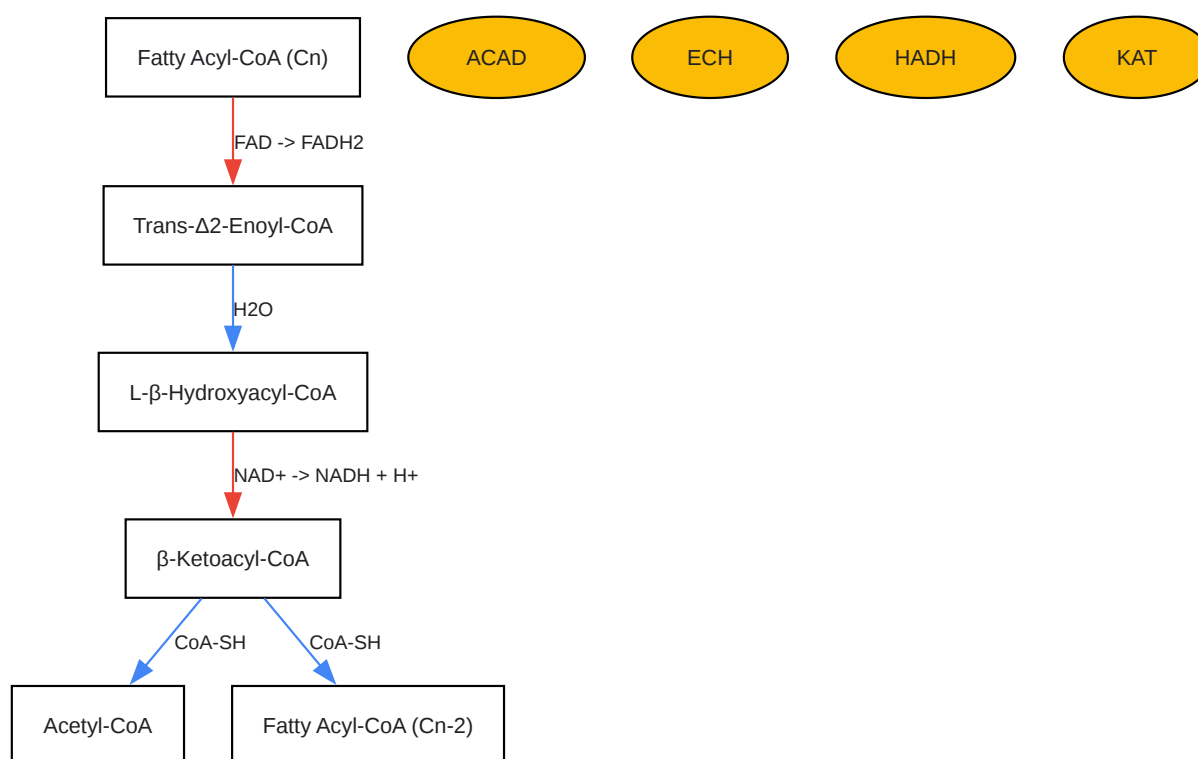 Fatty Acyl-CoA (Cn)
ACAD
ECH
HADH
KAT
FAD -> FADH2
Trans-Δ2-Enoyl-CoA
H2O
L-β-Hydroxyacyl-CoA
NAD+ -> NADH + H+
β-Ketoacyl-CoA
CoA-SH
CoA-SH
Acetyl-CoA
Fatty Acyl-CoA (Cn-2)